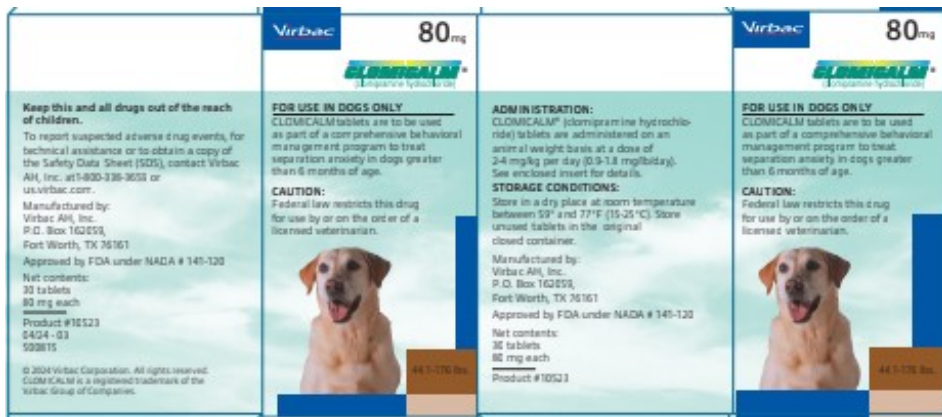 Keep this and all drugs out of the reach
of children.
To report suspected adverse drug events, for
technical assistance or to obtain a copy of
the Safety Data Sheet (SDS), contact Virbac
AH, Inc. at
us.virbac.com.
Manufactured by:
Virbac AH, Inc.
P.O. Box 162059,
Fort Worth, TX 76161
Approved by FDA under NADA # 141-120
Net contents:
30 tablets
80 mg each
Product #10523
04/24 - 03
© 2024 Virbac Corporation. All rights reserved.
CLOMICALM is a registered trademark of the
Virbac Group of Companies.
Virbac
80mg
CLOMICALM®
(clomipramine hydrochloride)
FOR USE IN DOGS ONLY
CLOMICALM tablets are to be used
as part of a comprehensive behavioral
management program to treat
separation anxiety in dogs greater
than 6 months of age.
CAUTION:
Federal law restricts this drug
for use by or on the order of a
licensed veterinarian.
44.1-176 lbs.
ADMINISTRATION:
CLOMICALM® (clomipramine hydrochlo-
ride) tablets are administered on an
animal weight basis at a dose of
2-4 mg/kg per day (0.9-1.8 mg/lb/day).
See enclosed insert for details.
STORAGE CONDITIONS:
Store in a dry place at room temperature
between 59° and 77°F (15-25°C). Store
unused tablets in the original
closed container.
Manufactured by:
Virbac AH, Inc.
P.O. Box 162059,
Fort Worth, TX 76161
Approved by FDA under NADA # 141-120
Net contents:
30 tablets
80 mg each
Product #10523
Virbac
80mg
CLOMICALM®
(clomipramine hydrochloride)
FOR USE IN DOGS ONLY
CLOMICALM tablets are to be used
as part of a comprehensive behavioral
management program to treat
separation anxiety in dogs greater
than 6 months of age.
CAUTION:
Federal law restricts this drug
for use by or on the order of a
licensed veterinarian.
44.1-176 lbs.